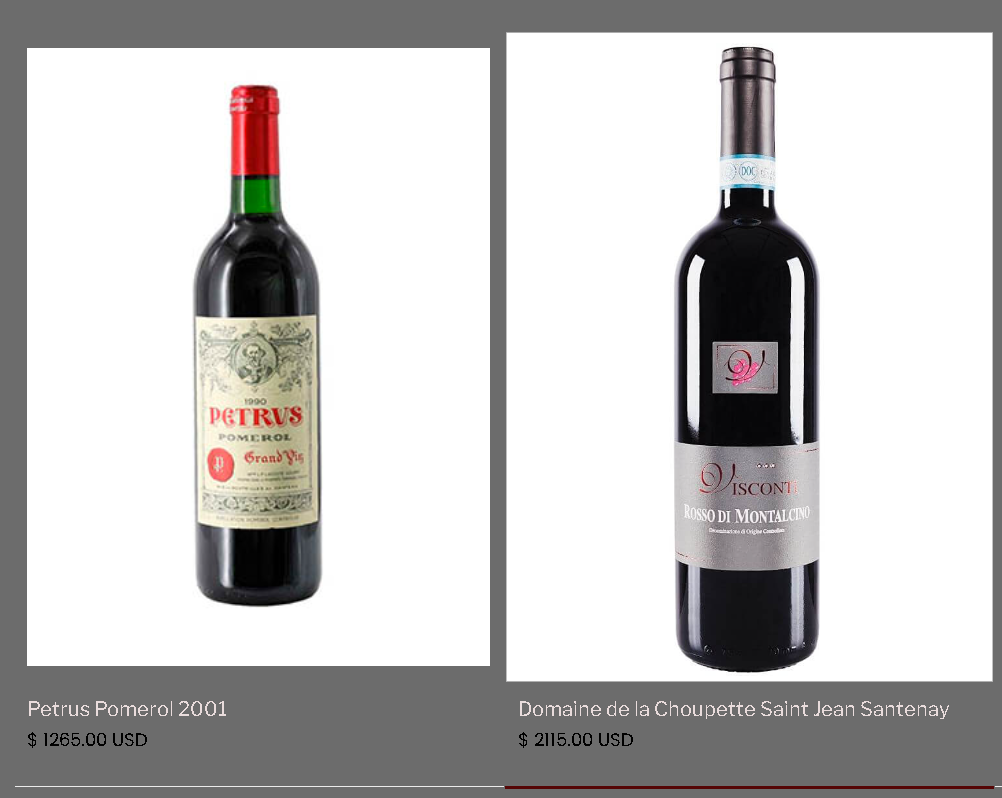 1990
PETRUS
POMEROL
Grand Vin
P
Petrus Pomerol 2001
$ 1265.00 USD
DOC
V
VISCONTI
ROSSO DI MONTALCINO
Denominazione di Origine Controllata
Domaine de la Choupette Saint Jean Santenay
$ 2115.00 USD